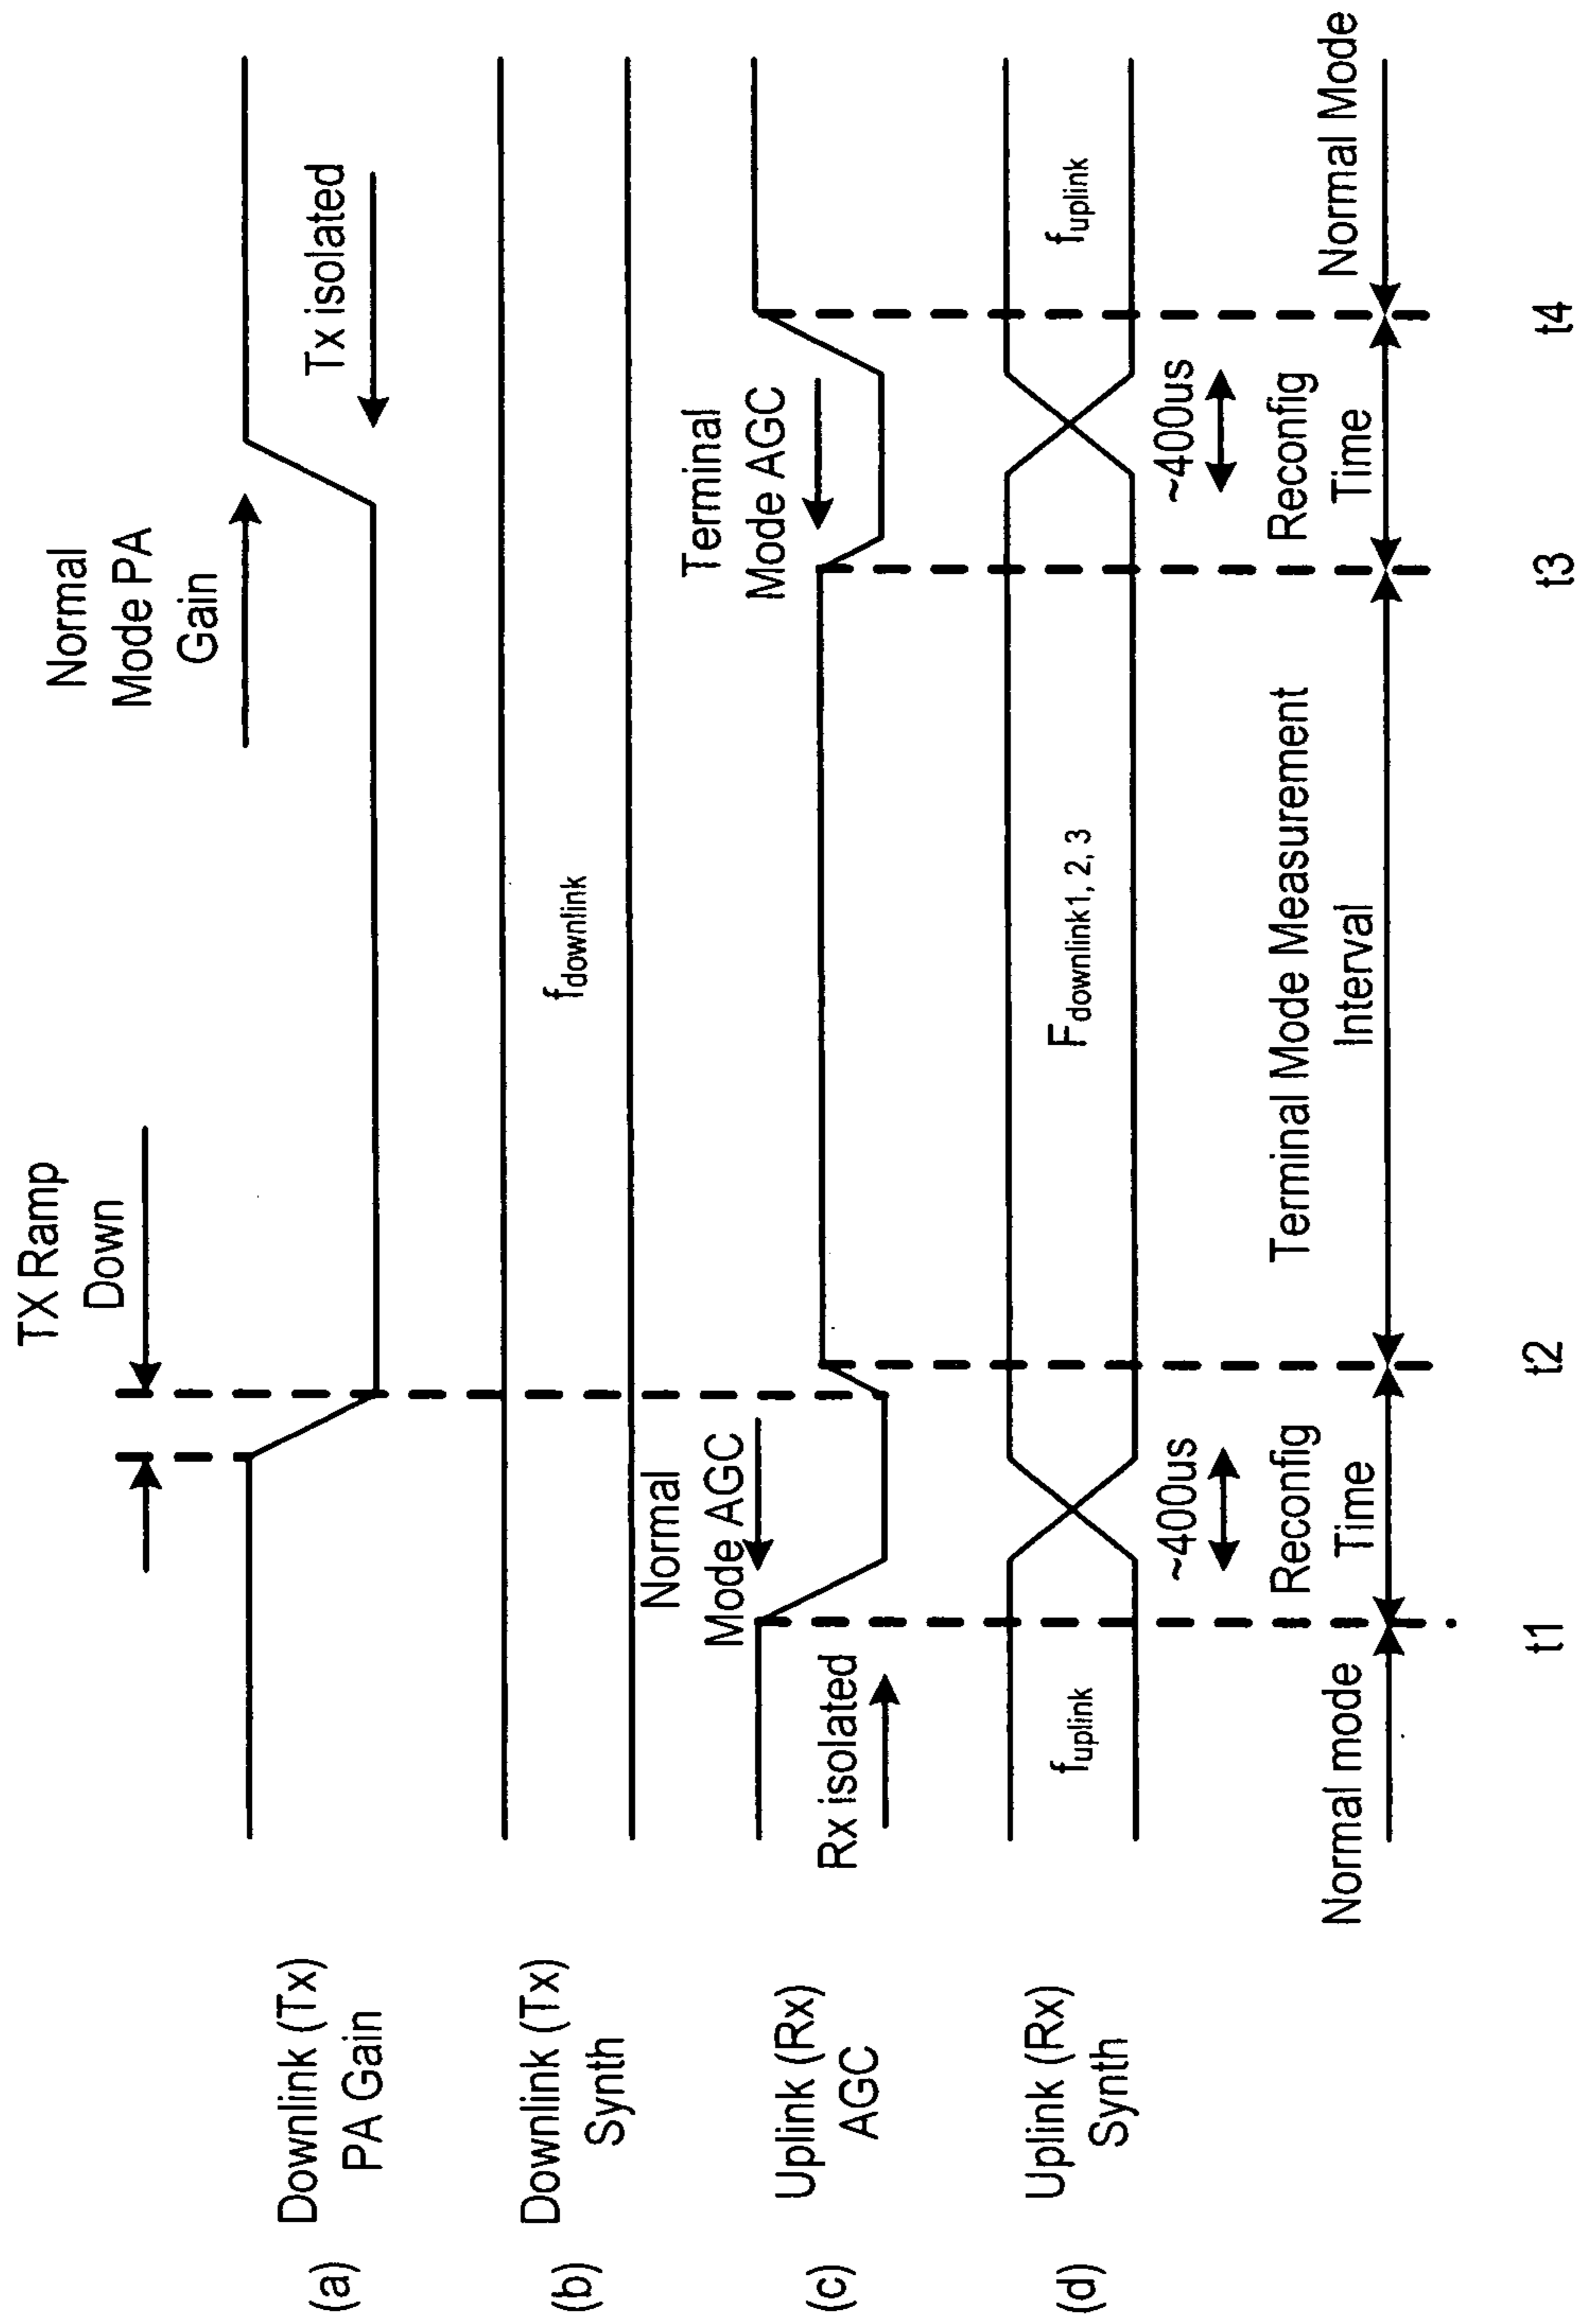 TX Ramp
Down
Normal
Mode PA
Gain
Tx isolated
(a) Downlink (Tx)
PA Gain
(b) Downlink (Tx)
Synth
f downlink
Normal
Mode AGC
Terminal
Mode AGC
Rx isolated
(c) Uplink (Rx)
AGC
(d) Uplink (Rx)
Synth
f uplink
F downlink1, 2, 3
f uplink
~400us
~400us
Normal mode
Reconfig
Time
Terminal Mode Measurement
Interval
Reconfig
Time
Normal Mode
t1
t2
t3
t4